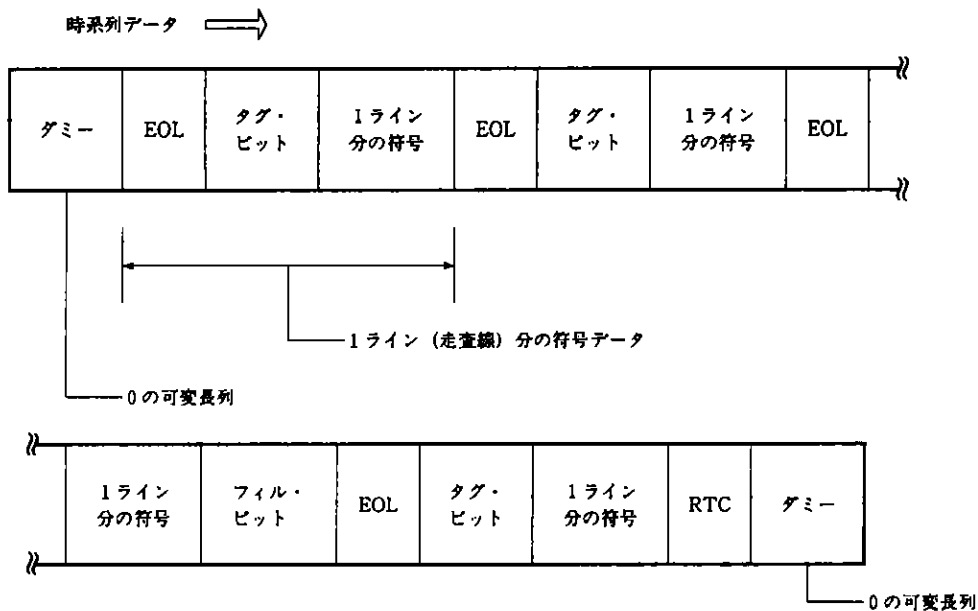 時系列データ
ダミー
EOL
タグ・
ビット
1ライン
分の符号
EOL
タグ・
ビット
1ライン
分の符号
EOL
1ライン（走査線）分の符号データ
0の可変長列
1ライン
分の符号
フィル・
ビット
EOL
タグ・
ビット
1ライン
分の符号
RTC
ダミー
0の可変長列